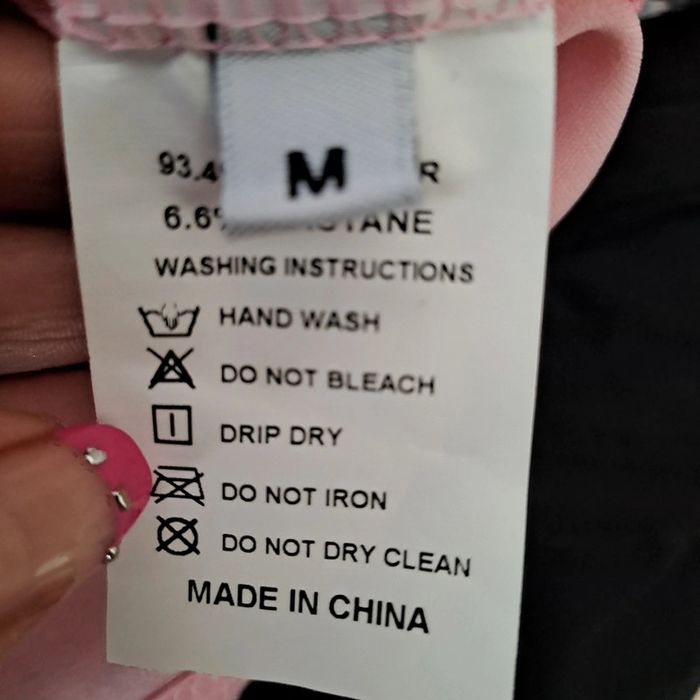 M
93.4
6.6%
WASHING INSTRUCTIONS
HAND WASH
DO NOT BLEACH
DRIP DRY
DO NOT IRON
DO NOT DRY CLEAN
MADE IN CHINA